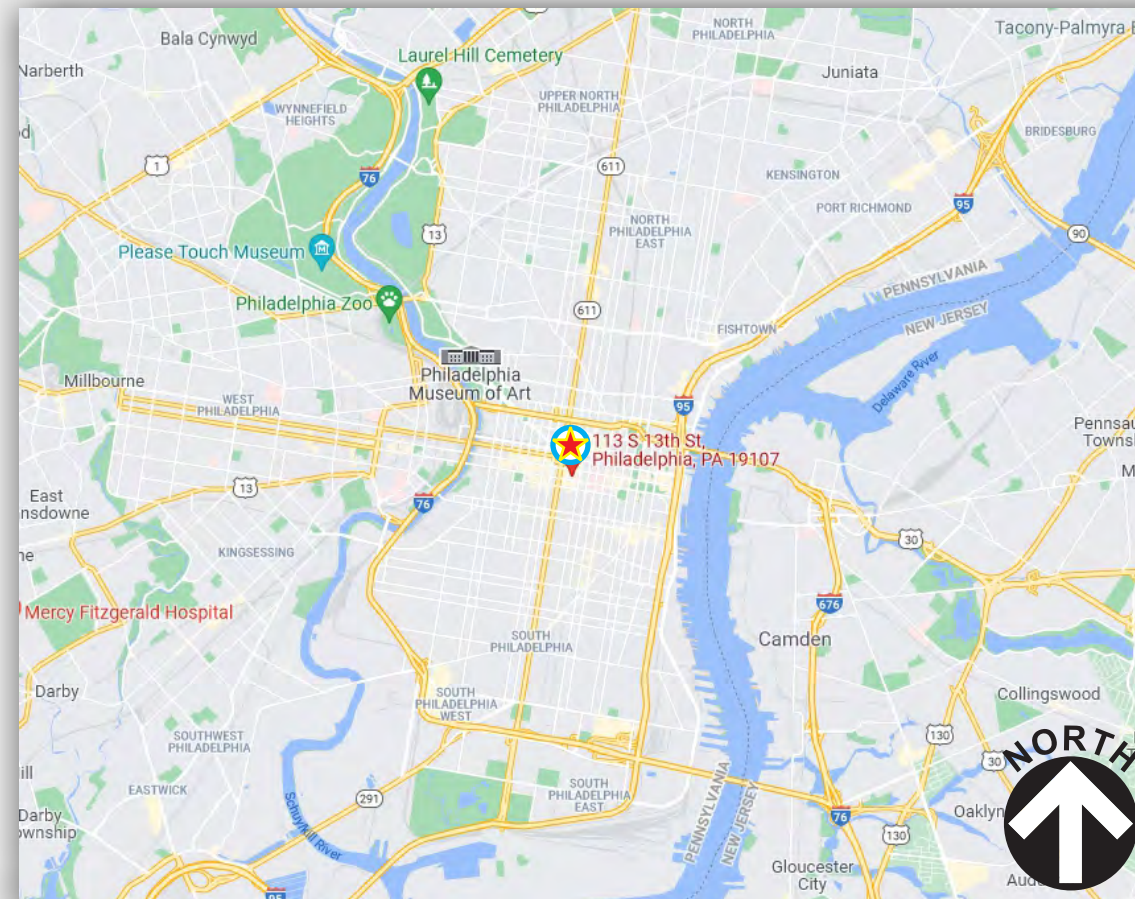 Bala Cynwyd
NORTH
PHILADELPHIA
Tacony-Palmyra
Narberth
Laurel Hill Cemetery
Juniata
WYNNEFIELD
HEIGHTS
UPPER NORTH
PHILADELPHIA
BRIDESBURG
1
611
76
KENSINGTON
95
PORT RICHMOND
13
NORTH
PHILADELPHIA
EAST
90
Please Touch Museum
PENNSYLVANIA
NEW JERSEY
Philadelphia Zoo
611
FISHTOWN
Philadelphia
Museum of Art
Delaware River
Millbourne
WEST
PHILADELPHIA
95
113 S 13th St,
Philadelphia, PA 19107
13
East
nsdowne
76
30
KINGSESSING
Mercy Fitzgerald Hospital
676
SOUTH
PHILADELPHIA
Camden
Darby
SOUTH
PHILADELPHIA
WEST
Collingswood
SOUTHWEST
PHILADELPHIA
130
NORTH
30
EASTWICK
291
SOUTH
PHILADELPHIA
EAST
PENNSYLVANIA
NEW JERSEY
76
Oaklyn
130
Darby
ownship
Schuylkill River
Gloucester
City
95